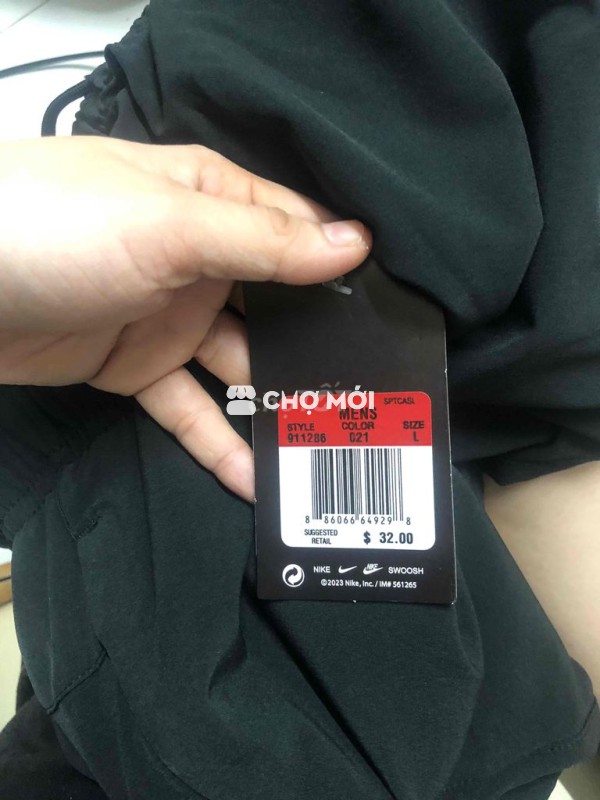 CHỢ MỚI
SPTCASL
MENS
STYLE COLOR SIZE
911286 021 L
8 86066 64929 8
SUGGESTED
RETAIL $ 32.00
NIKE SWOOSH
©2023 Nike, Inc. / IM# 561265